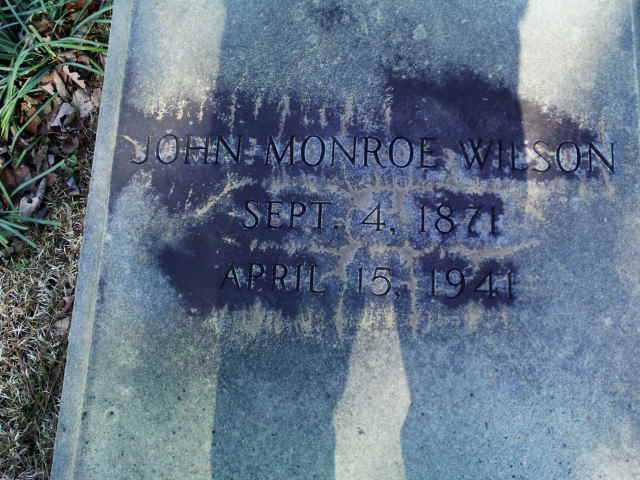 JOHN MONROE WILSON
SEPT. 4, 1871
APRIL 15, 1941